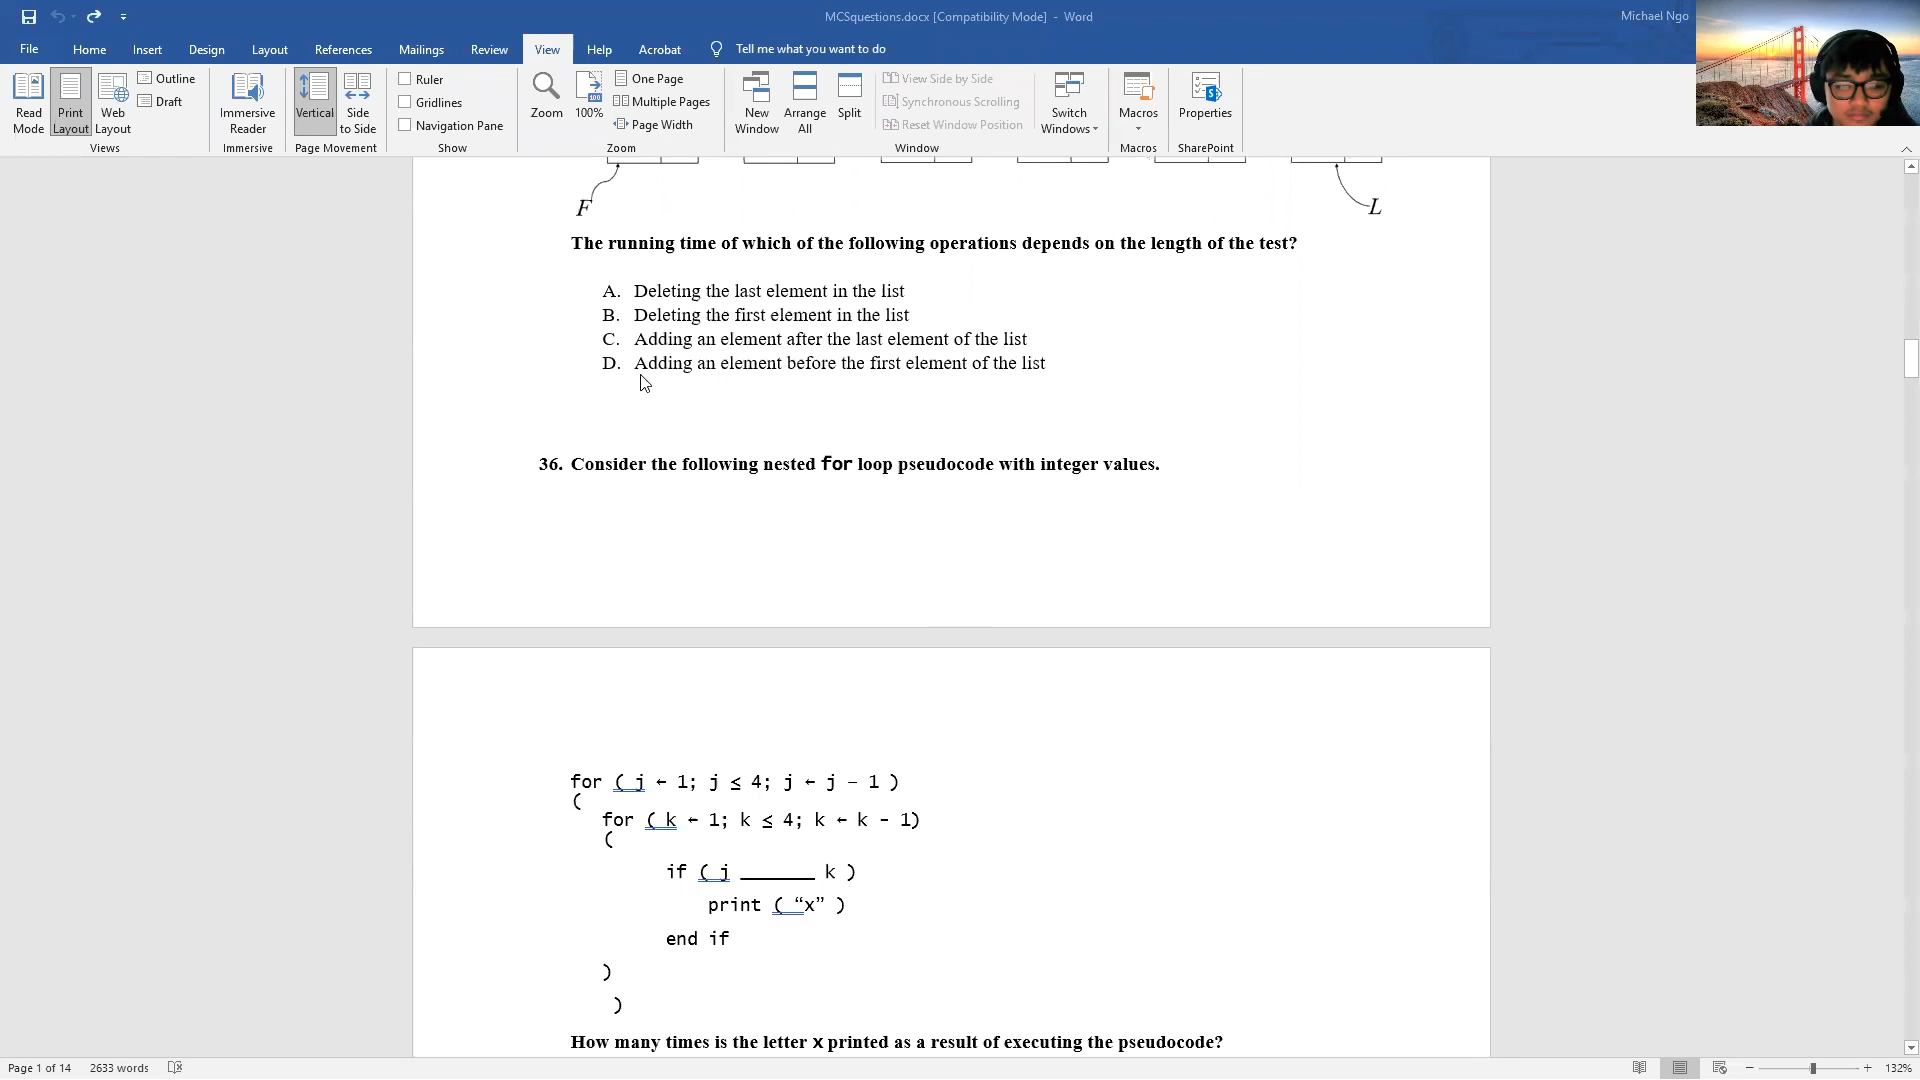 MCSquestions.docx [Compatibility Mode] - Word
Michael Ngo
File Home Insert Design Layout References Mailings Review View Help Acrobat Tell me what you want to do
Read Mode
Print Layout
Web Layout
Outline
Draft
Views
Immersive Reader
Immersive
Vertical
Side to Side
Page Movement
Ruler
Gridlines
Navigation Pane
Show
Zoom
100
100%
One Page
Multiple Pages
Page Width
Zoom
New Window
Arrange All
Split
View Side by Side
Synchronous Scrolling
Reset Window Position
Switch Windows
Window
Macros
Macros
Properties
SharePoint
F
L
The running time of which of the following operations depends on the length of the test?
A. Deleting the last element in the list
B. Deleting the first element in the list
C. Adding an element after the last element of the list
D. Adding an element before the first element of the list
36. Consider the following nested for loop pseudocode with integer values.
for ( j ← 1; j ≤ 4; j ← j – 1 )
(
for ( k ← 1; k ≤ 4; k ← k - 1)
(
if ( j _______ k )
print ( “x” )
end if
)
)
How many times is the letter x printed as a result of executing the pseudocode?
Page 1 of 14 2633 words
132%